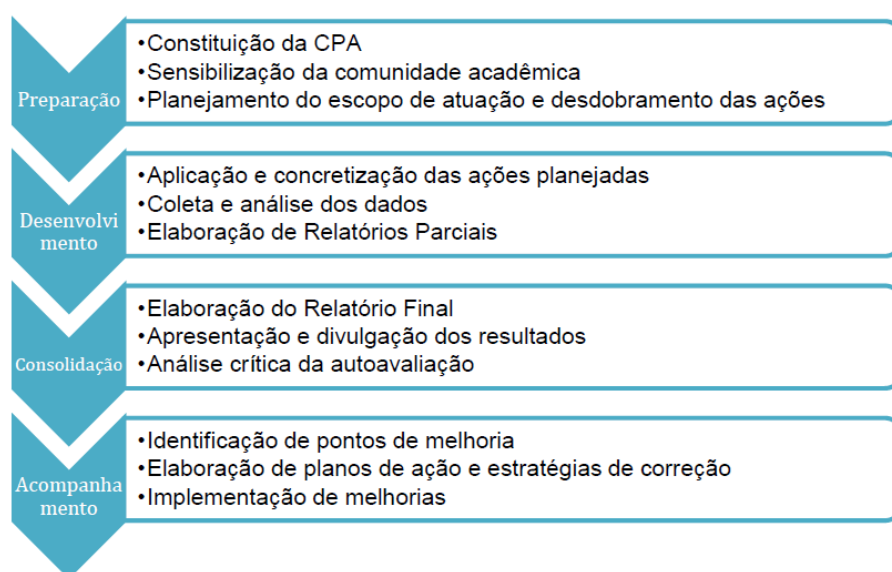 Preparação
•Constituição da CPA
•Sensibilização da comunidade acadêmica
•Planejamento do escopo de atuação e desdobramento das ações
Desenvolvi
mento
•Aplicação e concretização das ações planejadas
•Coleta e análise dos dados
•Elaboração de Relatórios Parciais
Consolidação
•Elaboração do Relatório Final
•Apresentação e divulgação dos resultados
•Análise crítica da autoavaliação
Acompanha
mento
•Identificação de pontos de melhoria
•Elaboração de planos de ação e estratégias de correção
•Implementação de melhorias